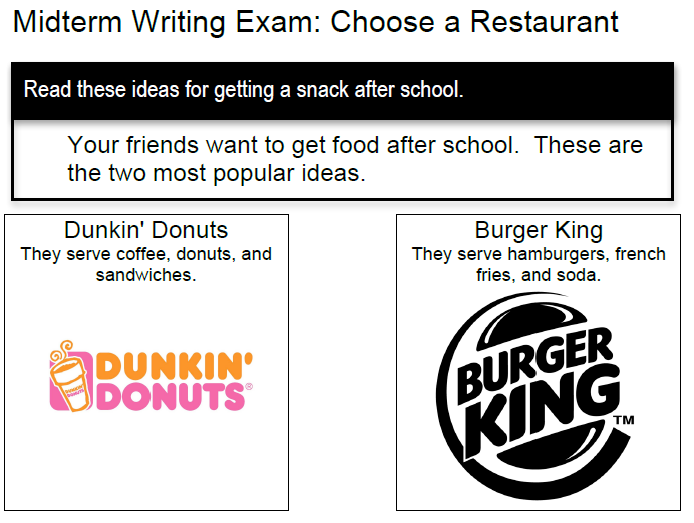 Midterm Writing Exam: Choose a Restaurant
Read these ideas for getting a snack after school.
Your friends want to get food after school.  These are
the two most popular ideas.
Dunkin' Donuts
They serve coffee, donuts, and
sandwiches.
DUNKIN'
DONUTS®
Burger King
They serve hamburgers, french
fries, and soda.
BURGER
KING™